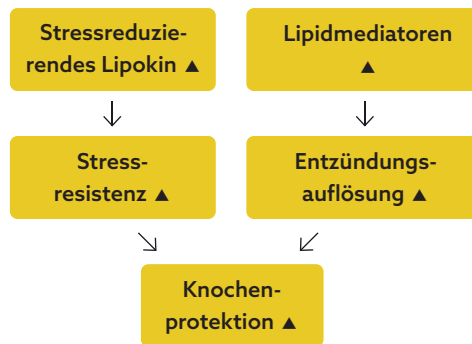 Stressreduzie-
rendes Lipokin ▲
Lipidmediatoren
▲
Stress-
resistenz ▲
Entzündungs-
auflösung ▲
Knochen-
protektion ▲